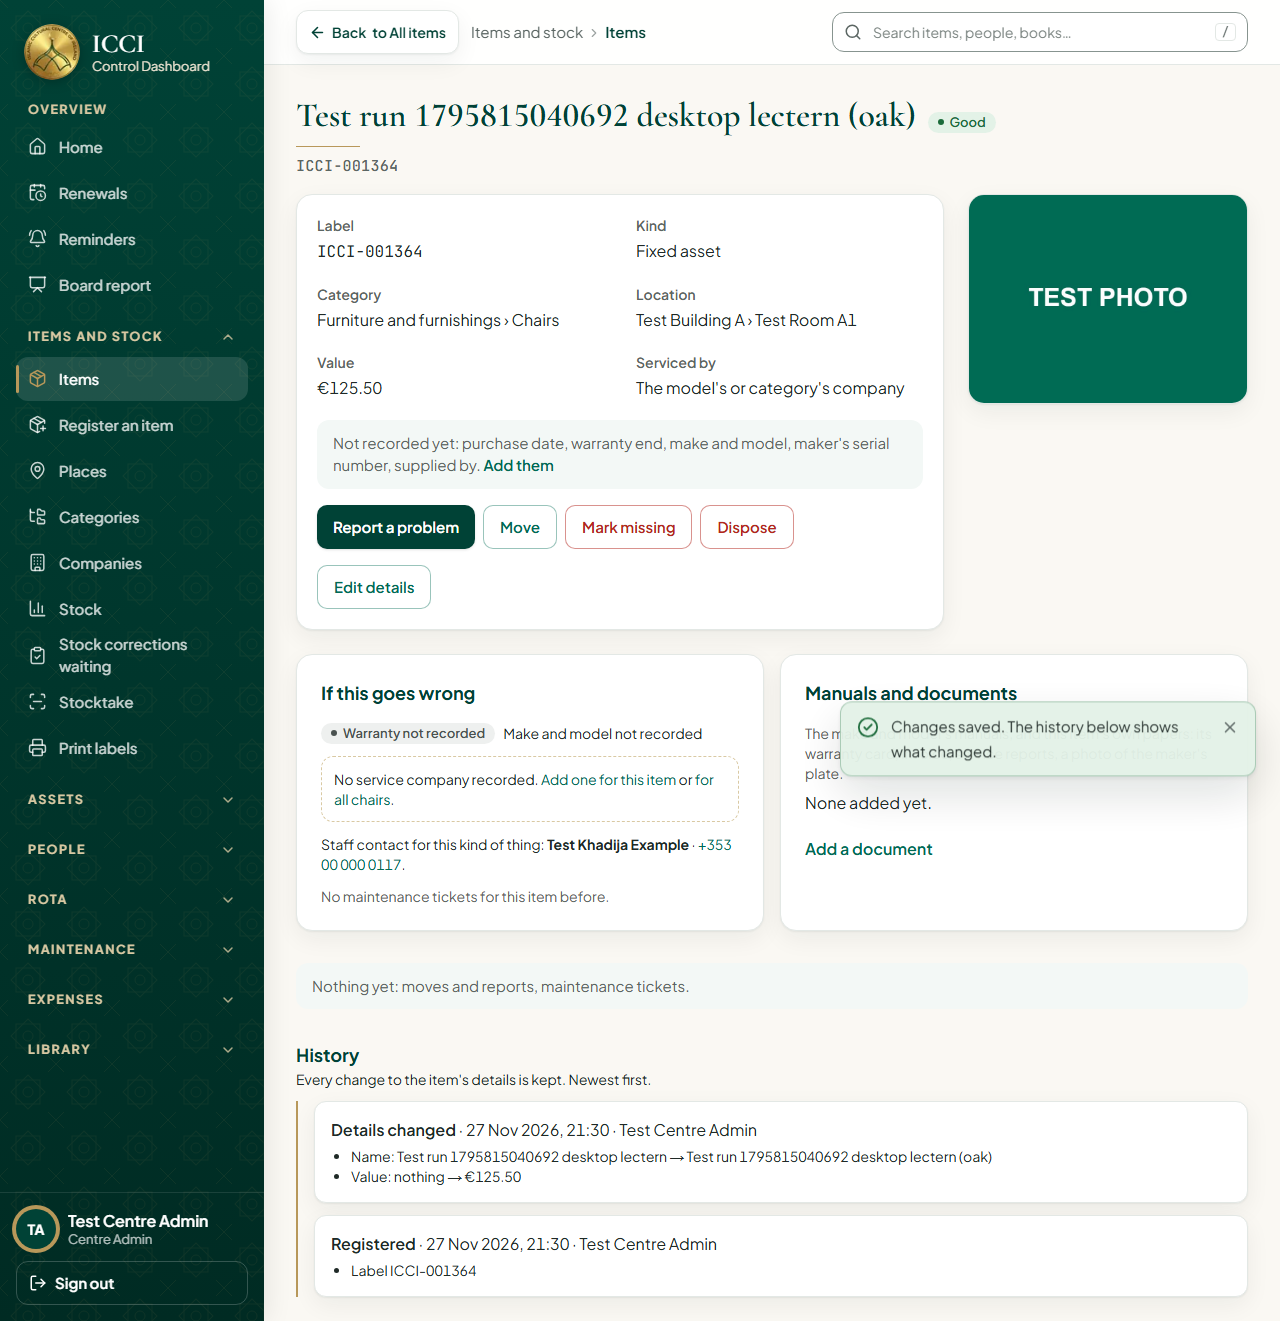 ICCI
Control Dashboard
OVERVIEW
Home
Renewals
Reminders
Board report
ITEMS AND STOCK
Items
Register an item
Places
Categories
Companies
Stock
Stock corrections
waiting
Stocktake
Print labels
ASSETS
PEOPLE
ROTA
MAINTENANCE
EXPENSES
LIBRARY
TA
Test Centre Admin
Centre Admin
Sign out
Back to All items
Items and stock › Items
Search items, people, books…
/
Test run 1795815040692 desktop lectern (oak)
Good
ICCI-001364
Label
ICCI-001364
Kind
Fixed asset
Category
Furniture and furnishings › Chairs
Location
Test Building A › Test Room A1
Value
€125.50
Serviced by
The model's or category's company
Not recorded yet: purchase date, warranty end, make and model, maker's serial
number, supplied by. Add them
Report a problem
Move
Mark missing
Dispose
Edit details
TEST PHOTO
If this goes wrong
Warranty not recorded
Make and model not recorded
No service company recorded. Add one for this item or for
all chairs.
Staff contact for this kind of thing: Test Khadija Example · +353
00 000 0117.
No maintenance tickets for this item before.
Manuals and documents
The
warranty
plate.
Changes saved. The history below shows
what changed.
None added yet.
Add a document
Nothing yet: moves and reports, maintenance tickets.
History
Every change to the item's details is kept. Newest first.
Details changed · 27 Nov 2026, 21:30 · Test Centre Admin
Name: Test run 1795815040692 desktop lectern → Test run 1795815040692 desktop lectern (oak)
Value: nothing → €125.50
Registered · 27 Nov 2026, 21:30 · Test Centre Admin
Label ICCI-001364